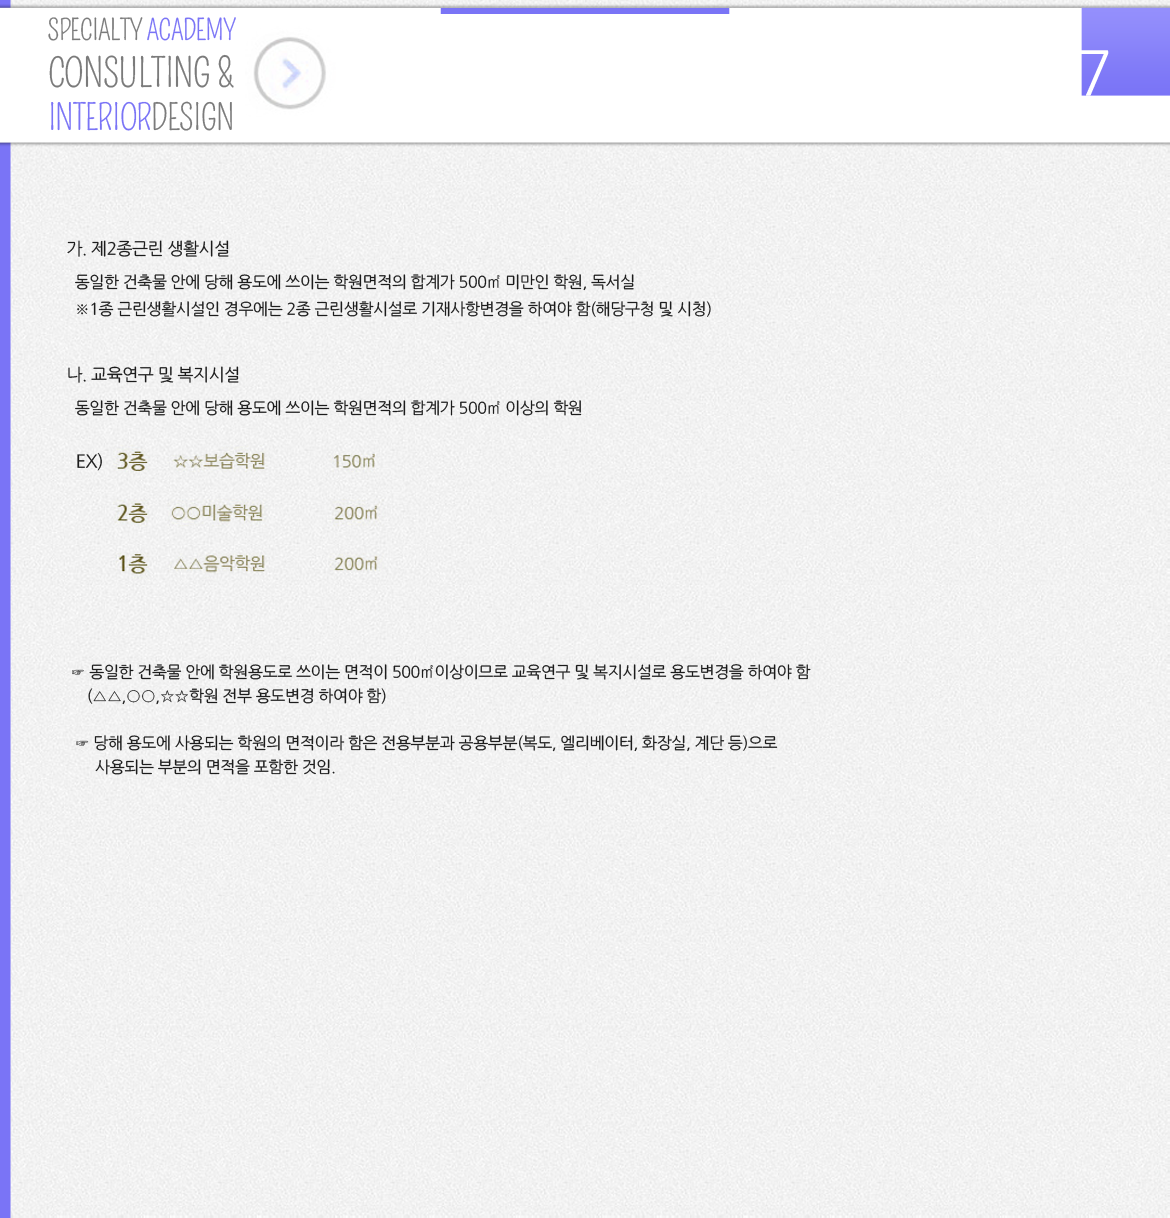 SPECIALTY ACADEMY
CONSULTING &
INTERIORDESIGN
7
가. 제2종근린 생활시설
동일한 건축물 안에 당해 용도에 쓰이는 학원면적의 합계가 500㎡ 미만인 학원, 독서실
※1종 근린생활시설인 경우에는 2종 근린생활시설로 기재사항변경을 하여야 함(해당구청 및 시청)
나. 교육연구 및 복지시설
동일한 건축물 안에 당해 용도에 쓰이는 학원면적의 합계가 500㎡ 이상의 학원
EX) 3층 ☆☆보습학원 150㎡
2층 ○○미술학원 200㎡
1층 △△음악학원 200㎡
☞ 동일한 건축물 안에 학원용도로 쓰이는 면적이 500㎡이상이므로 교육연구 및 복지시설로 용도변경을 하여야 함
(△△,○○,☆☆학원 전부 용도변경 하여야 함)
☞ 당해 용도에 사용되는 학원의 면적이라 함은 전용부분과 공용부분(복도, 엘리베이터, 화장실, 계단 등)으로
사용되는 부분의 면적을 포함한 것임.